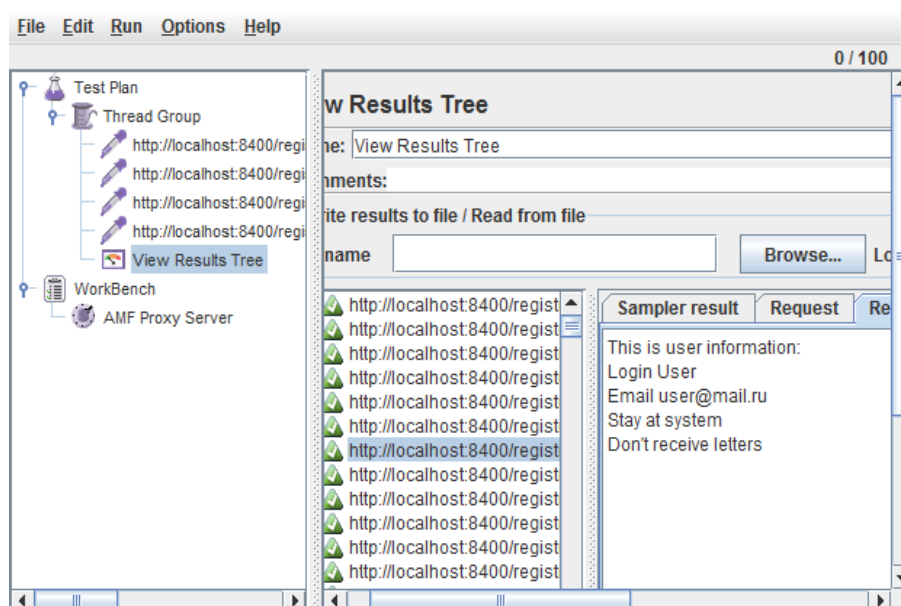 File Edit Run Options Help
0 / 100
Test Plan
Thread Group
http://localhost:8400/regi
http://localhost:8400/regi
http://localhost:8400/regi
http://localhost:8400/regi
View Results Tree
WorkBench
AMF Proxy Server
w Results Tree
ne: View Results Tree
nments:
rite results to file / Read from file
name Browse... Lo
http://localhost:8400/regist
http://localhost:8400/regist
http://localhost:8400/regist
http://localhost:8400/regist
http://localhost:8400/regist
http://localhost:8400/regist
http://localhost:8400/regist
http://localhost:8400/regist
http://localhost:8400/regist
http://localhost:8400/regist
http://localhost:8400/regist
http://localhost:8400/regist
Sampler result Request Re
This is user information:
Login User
Email user@mail.ru
Stay at system
Don't receive letters